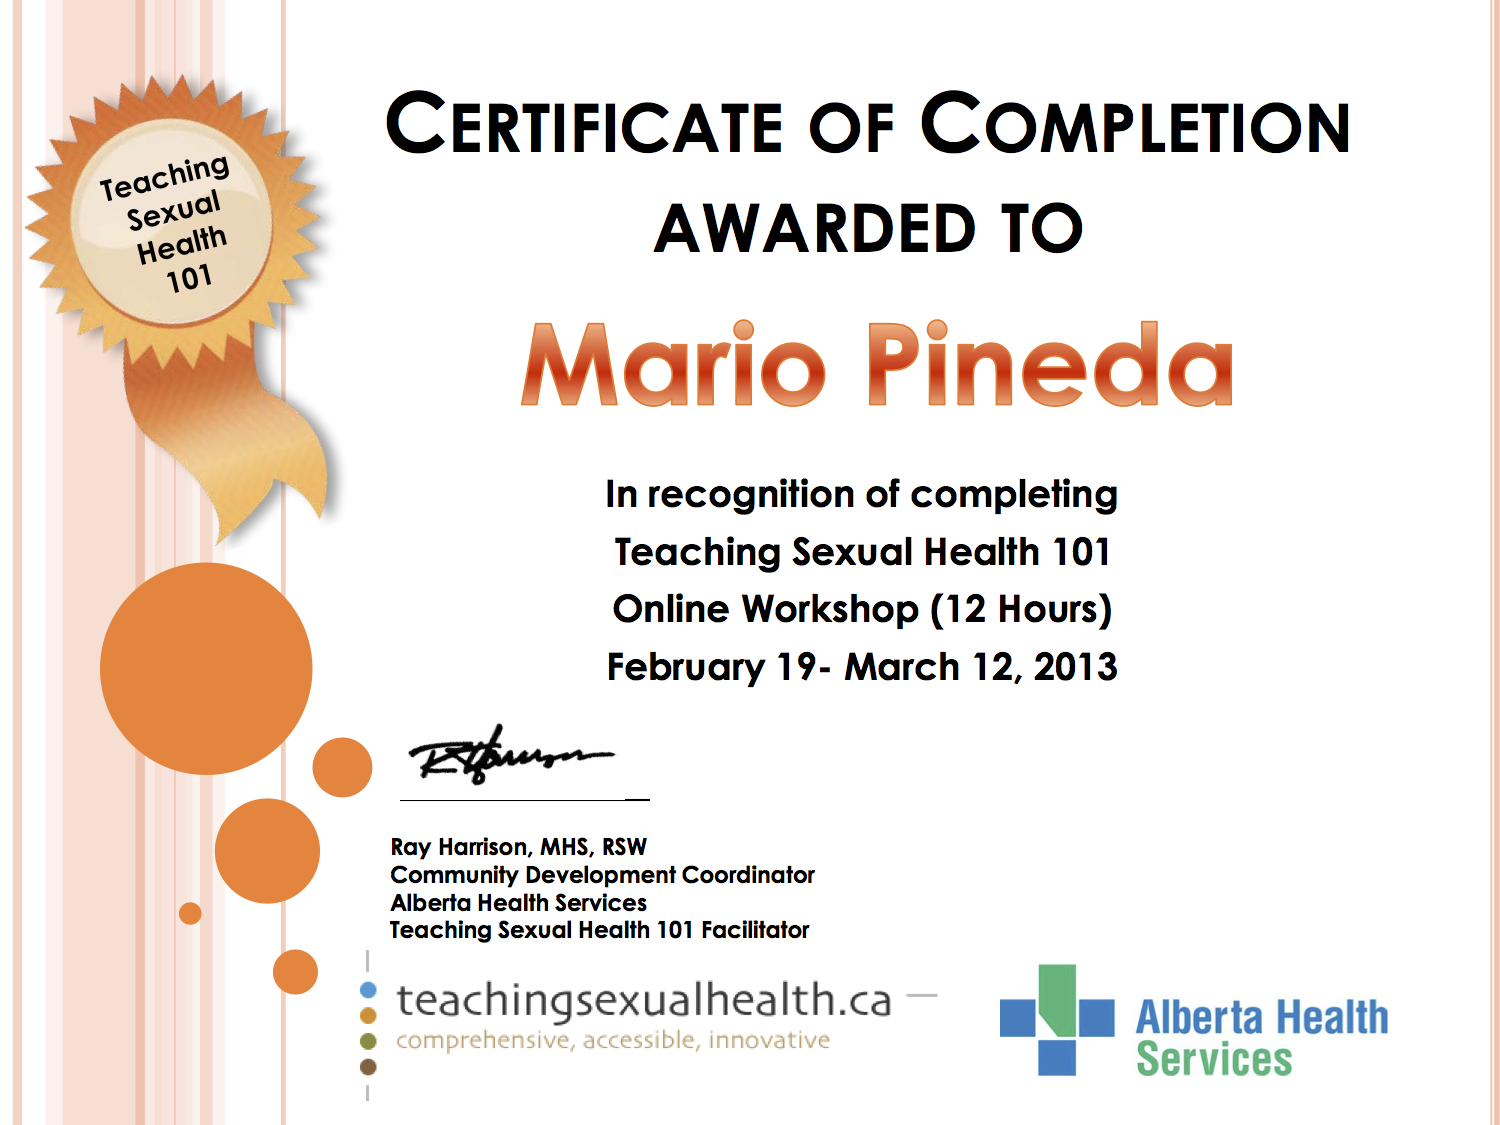 Teaching
Sexual
Health
101
CERTIFICATE OF COMPLETION
AWARDED TO
Mario Pineda
In recognition of completing
Teaching Sexual Health 101
Online Workshop (12 Hours)
February 19- March 12, 2013
Ray Harrison, MHS, RSW
Community Development Coordinator
Alberta Health Services
Teaching Sexual Health 101 Facilitator
teachingsexualhealth.ca
comprehensive, accessible, innovative
Alberta Health
Services